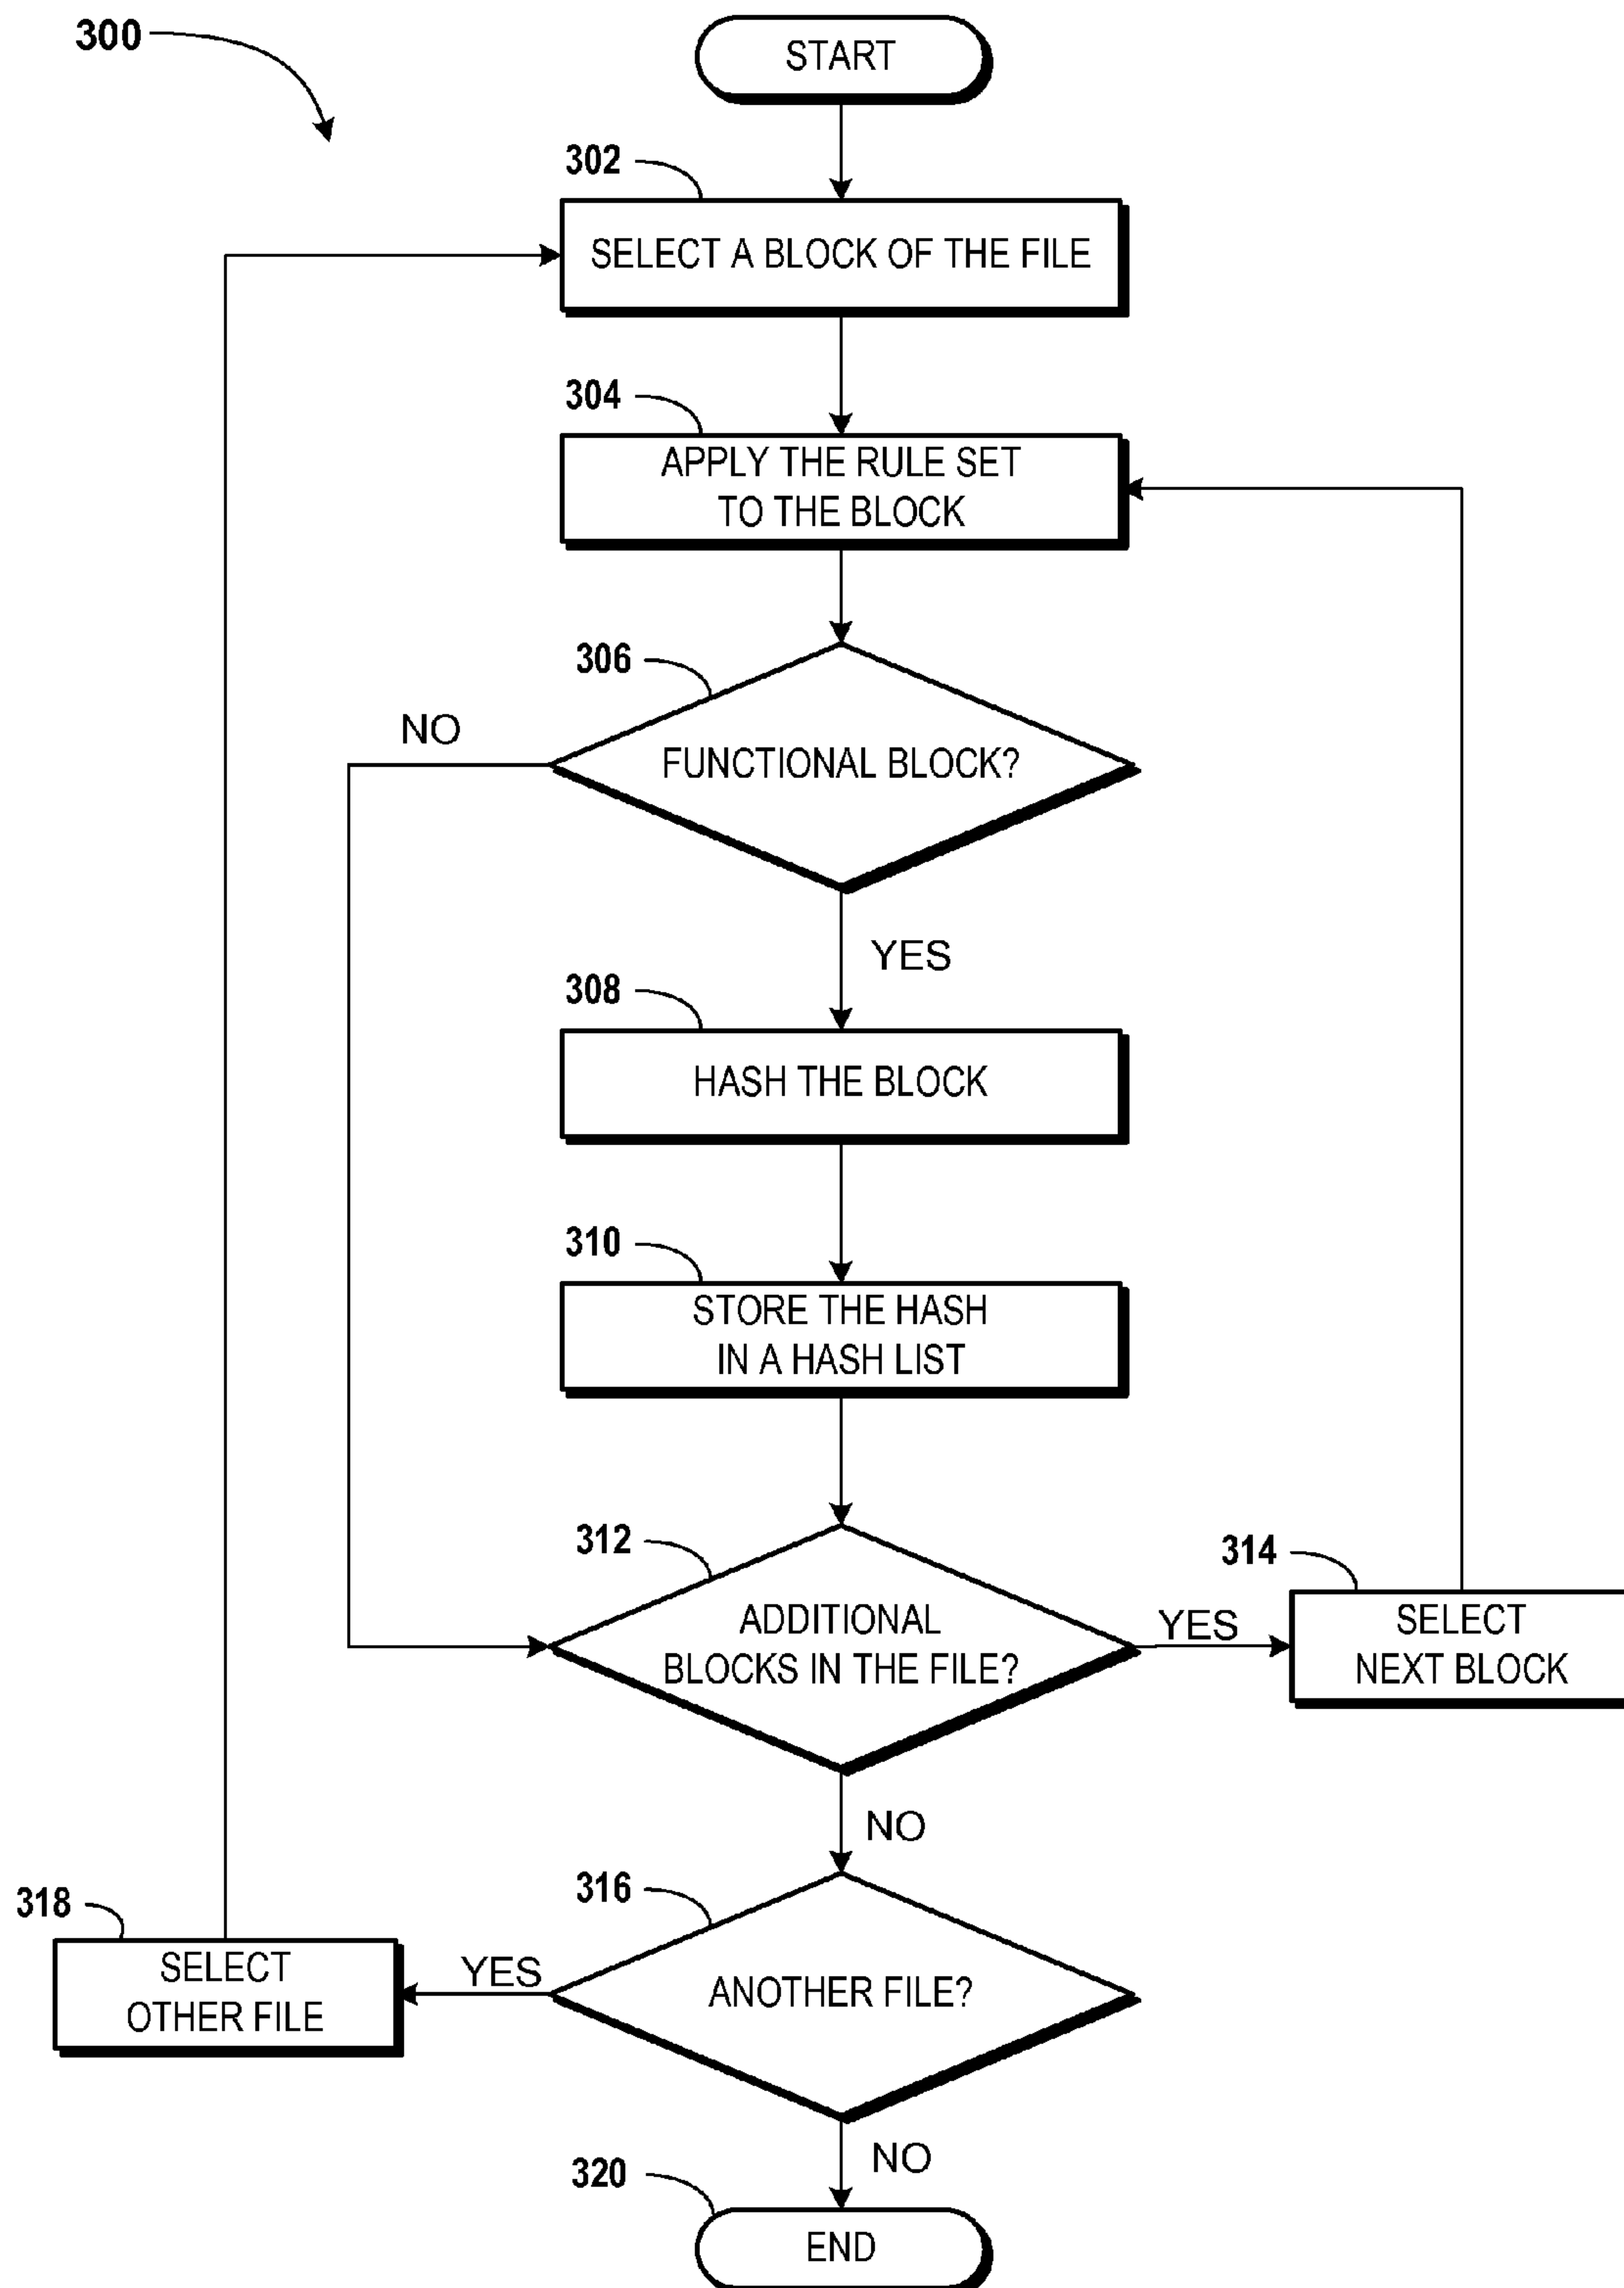 300
START
302
SELECT A BLOCK OF THE FILE
304
APPLY THE RULE SET
TO THE BLOCK
306
NO
FUNCTIONAL BLOCK?
YES
308
HASH THE BLOCK
310
STORE THE HASH
IN A HASH LIST
312
ADDITIONAL
BLOCKS IN THE FILE?
YES
314
SELECT
NEXT BLOCK
NO
316
318
SELECT
OTHER FILE
YES
ANOTHER FILE?
NO
320
END